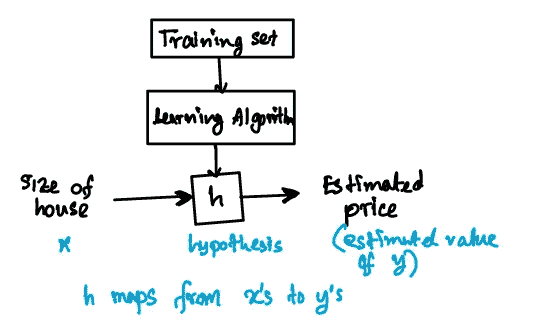 Training set
Learning Algorithm
Size of
house
h
Estimated
price
x
hypothesis
(estimated value
of y)
h maps from x's to y's